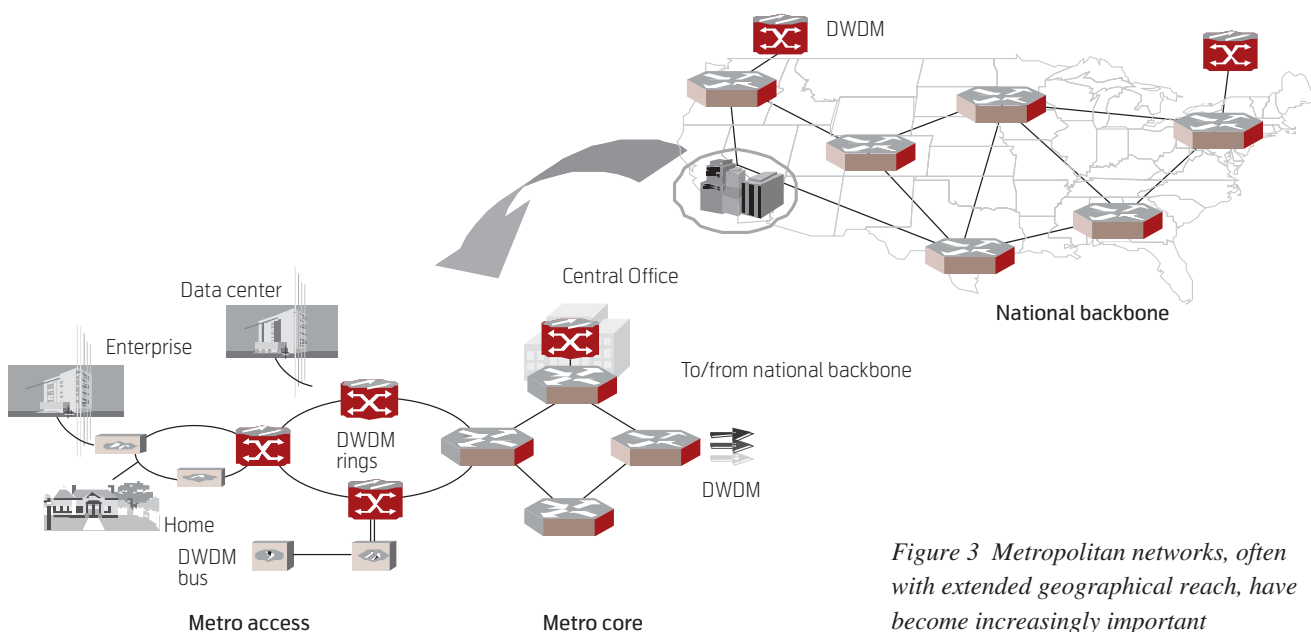 DWDM
National backbone
Central Office
Data center
Enterprise
To/from national backbone
DWDM
rings
DWDM
Home
DWDM
bus
Metro access
Metro core
Figure 3 Metropolitan networks, often
with extended geographical reach, have
become increasingly important